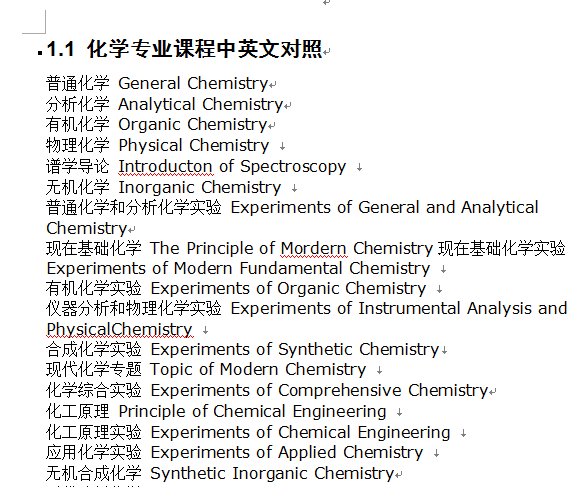 1.1 化学专业课程中英文对照
普通化学 General Chemistry
分析化学 Analytical Chemistry
有机化学 Organic Chemistry
物理化学 Physical Chemistry
谱学导论 Introducton of Spectroscopy
无机化学 Inorganic Chemistry
普通化学和分析化学实验 Experiments of General and Analytical
Chemistry
现在基础化学 The Principle of Mordern Chemistry 现在基础化学实验
Experiments of Modern Fundamental Chemistry
有机化学实验 Experiments of Organic Chemistry
仪器分析和物理化学实验 Experiments of Instrumental Analysis and
PhysicalChemistry
合成化学实验 Experiments of Synthetic Chemistry
现代化学专题 Topic of Modern Chemistry
化学综合实验 Experiments of Comprehensive Chemistry
化工原理 Principle of Chemical Engineering
化工原理实验 Experiments of Chemical Engineering
应用化学实验 Experiments of Applied Chemistry
无机合成化学 Synthetic Inorganic Chemistry